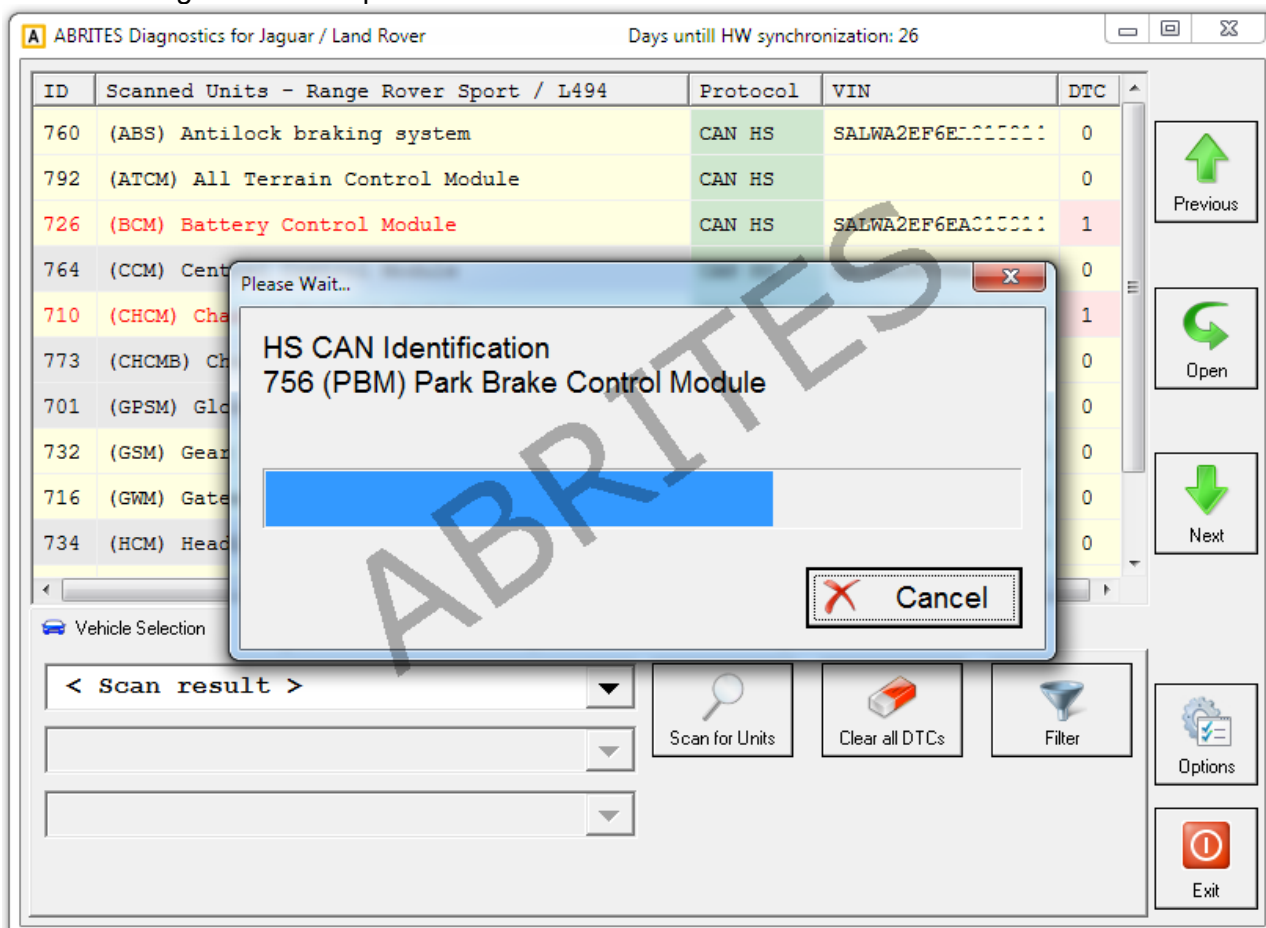 A ABRITES Diagnostics for Jaguar / Land Rover Days untill HW synchronization: 26
ID Scanned Units - Range Rover Sport / L494 Protocol VIN DTC
760 (ABS) Antilock braking system CAN HS 0
792 (ATCM) All Terrain Control Module CAN HS 0
726 (BCM) Battery Control Module CAN HS 1
764 (CCM) 0
710 (CHCM) 1
773 (CHCMB) 0
701 (GPSM) 0
732 (GSM) 0
716 (GWM) 0
734 (HCM) 0
Please Wait...
HS CAN Identification
756 (PBM) Park Brake Control Module
Cancel
ABRITES
Vehicle Selection
< Scan result >
Scan for Units
Clear all DTCs
Filter
Previous
Open
Next
Options
Exit